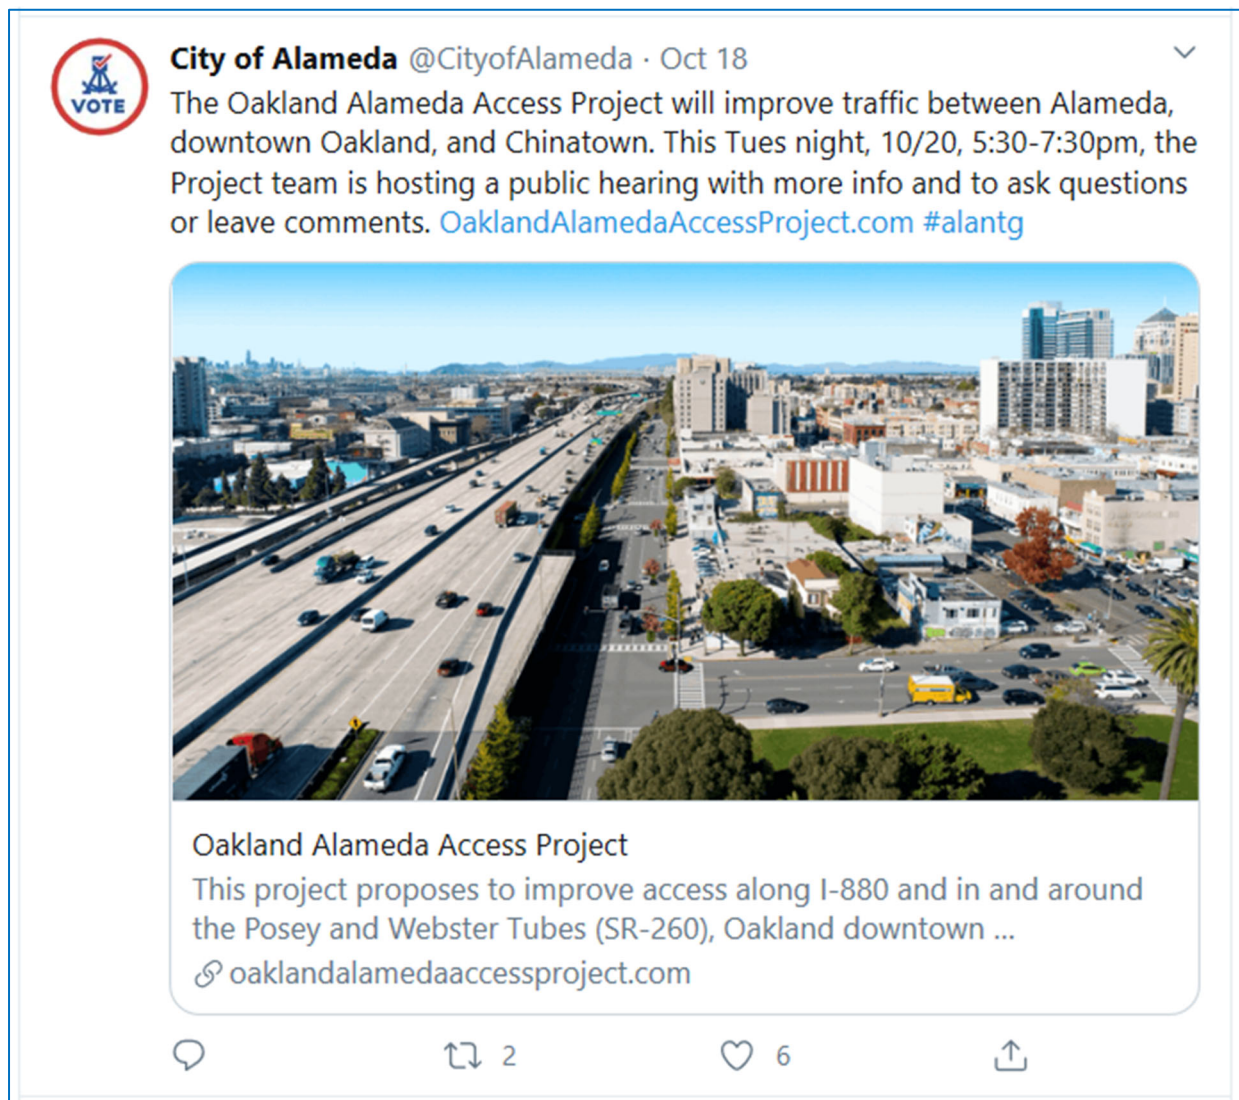 City of Alameda @CityofAlameda · Oct 18
VOTE
The Oakland Alameda Access Project will improve traffic between Alameda,
downtown Oakland, and Chinatown. This Tues night, 10/20, 5:30-7:30pm, the
Project team is hosting a public hearing with more info and to ask questions
or leave comments. OaklandAlamedaAccessProject.com #alantg
Oakland Alameda Access Project
This project proposes to improve access along I-880 and in and around
the Posey and Webster Tubes (SR-260), Oakland downtown ...
oaklandalamedaaccessproject.com
2 6